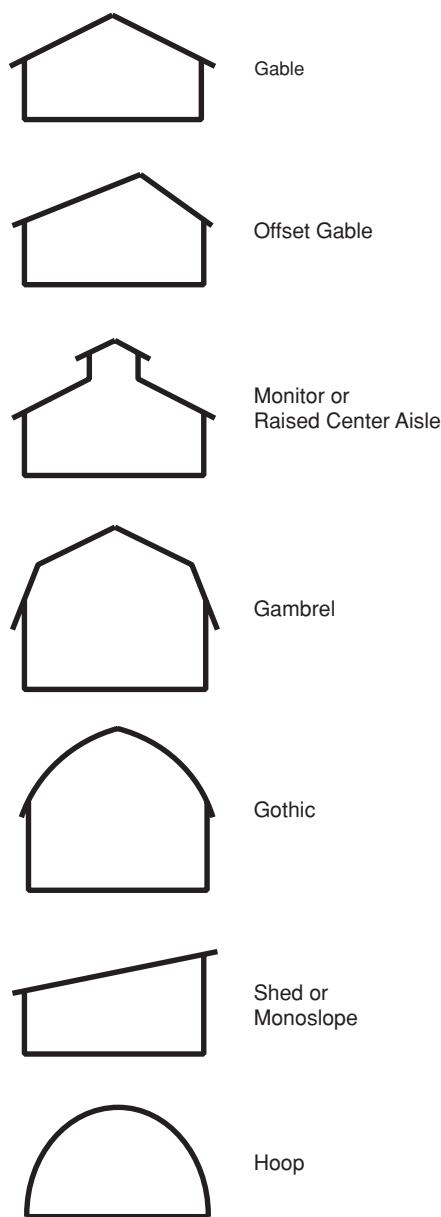 Gable
Offset Gable
Monitor or
Raised Center Aisle
Gambrel
Gothic
Shed or
Monoslope
Hoop